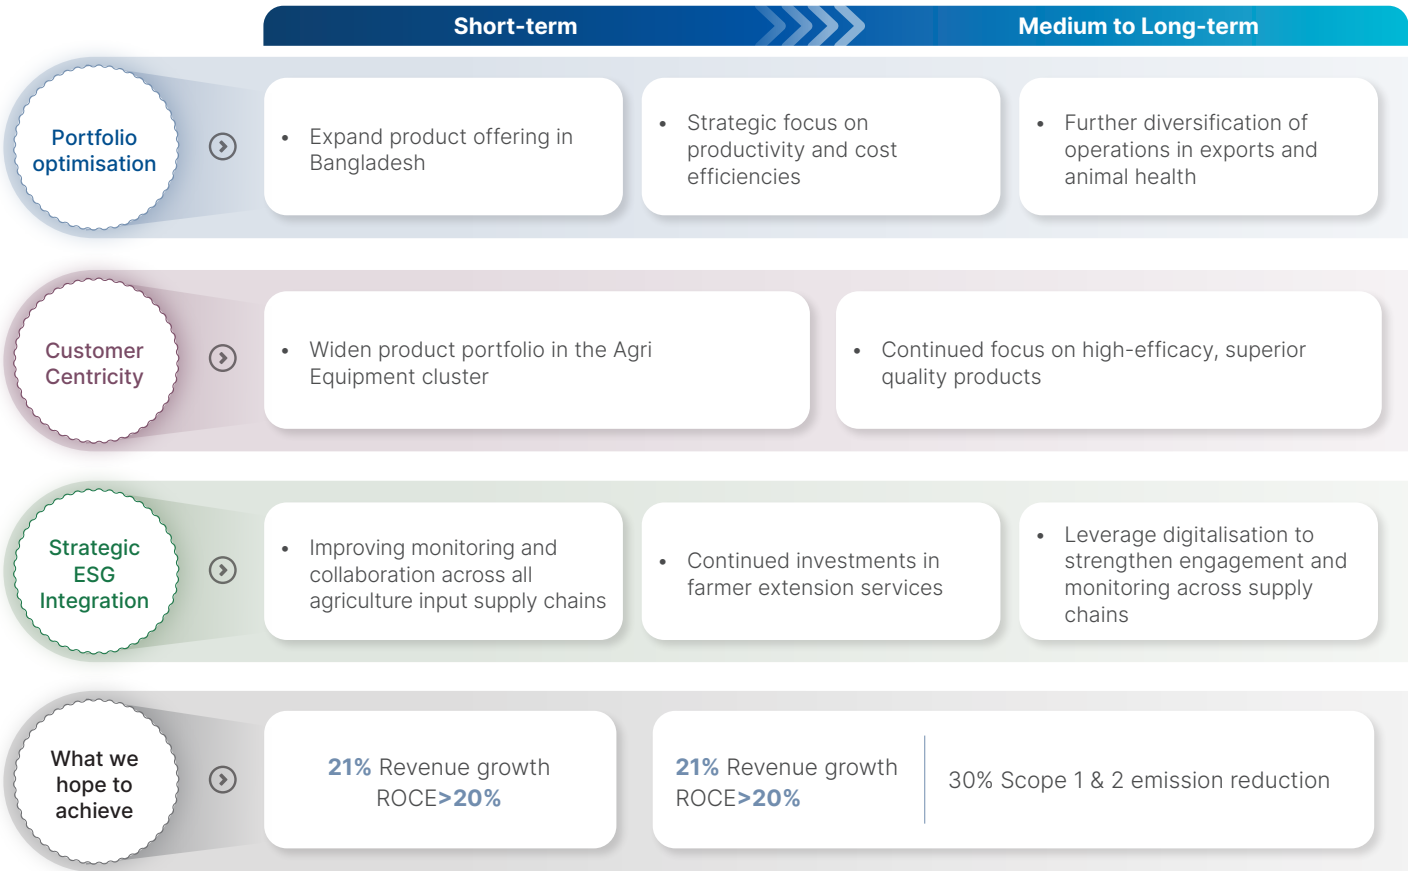 Short-term
Medium to Long-term
Portfolio
optimisation
• Expand product offering in
Bangladesh
• Strategic focus on
productivity and cost
efficiencies
• Further diversification of
operations in exports and
animal health
Customer
Centricity
• Widen product portfolio in the Agri
Equipment cluster
• Continued focus on high-efficacy, superior
quality products
Strategic
ESG
Integration
• Improving monitoring and
collaboration across all
agriculture input supply chains
• Continued investments in
farmer extension services
• Leverage digitalisation to
strengthen engagement and
monitoring across supply
chains
What we
hope to
achieve
21% Revenue growth
ROCE>20%
21% Revenue growth
ROCE>20%
30% Scope 1 & 2 emission reduction